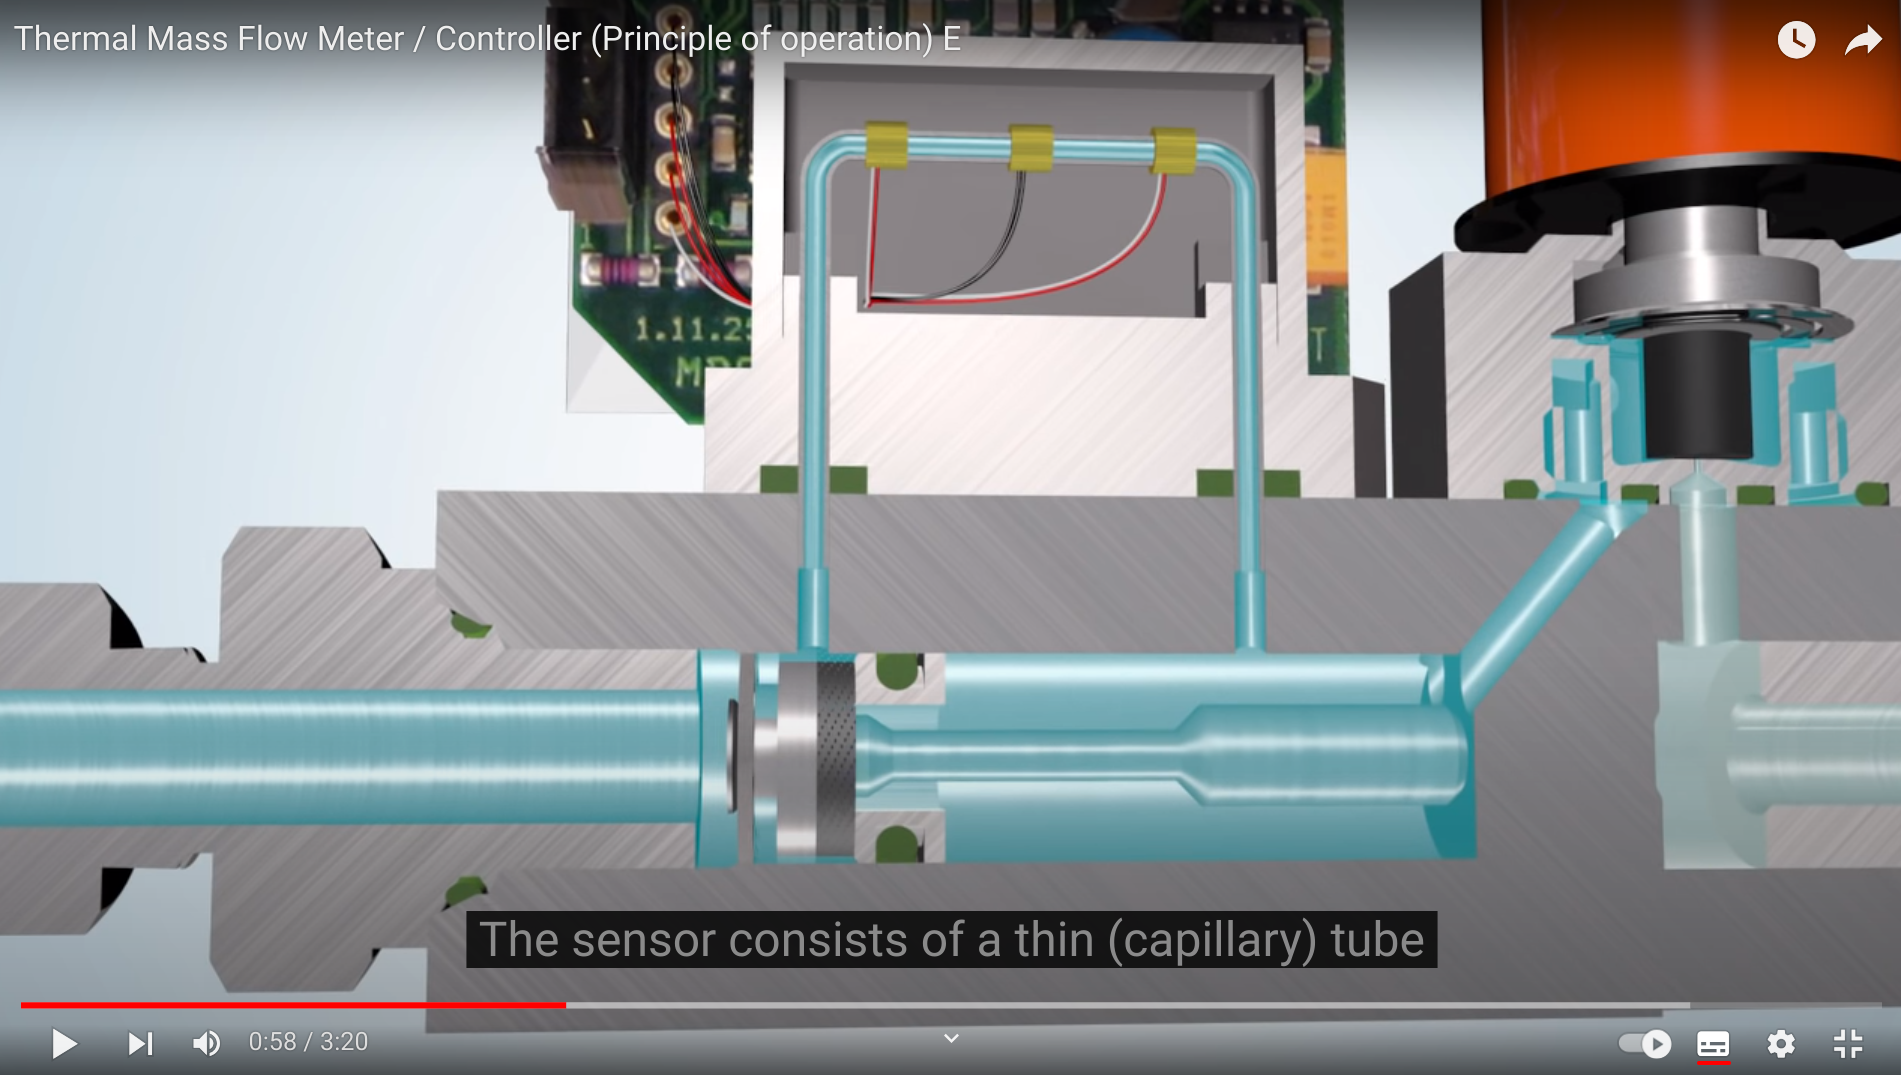 Thermal Mass Flow Meter / Controller (Principle of operation) E
1.11.25
T
The sensor consists of a thin (capillary) tube
0:58 / 3:20